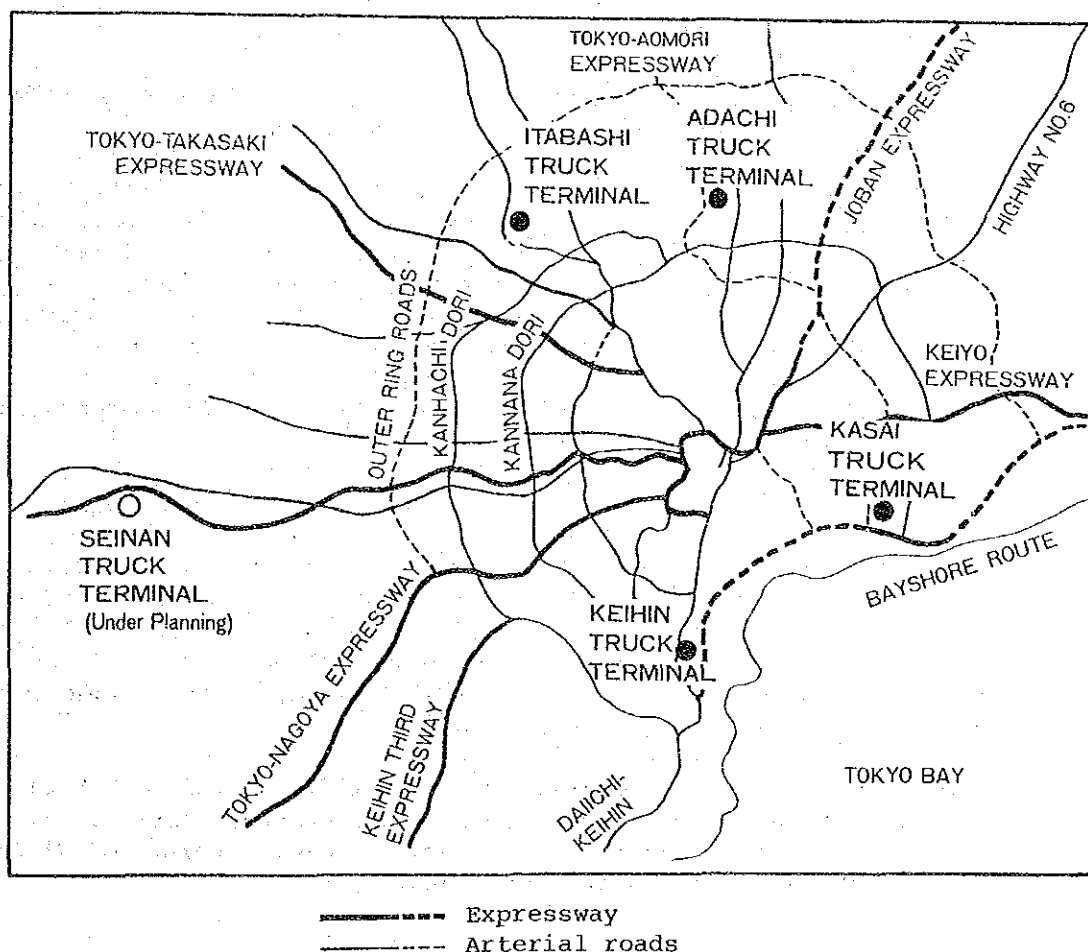 TOKYO-AOMORI
EXPRESSWAY
TOKYO-TAKASAKI
EXPRESSWAY
ITABASHI
TRUCK
TERMINAL
ADACHI
TRUCK
TERMINAL
JOBAN EXPRESSWAY
HIGHWAY NO.6
OUTER RING ROADS
KANHACHI DORI
KANNANA DORI
KEIYO
EXPRESSWAY
KASAI
TRUCK
TERMINAL
SEINAN
TRUCK
TERMINAL
(Under Planning)
BAYSHORE ROUTE
KEIHIN
TRUCK
TERMINAL
TOKYO-NAGOYA EXPRESSWAY
KEIHIN THIRD
EXPRESSWAY
DAIICHI-
KEIHIN
TOKYO BAY
Expressway
Arterial roads